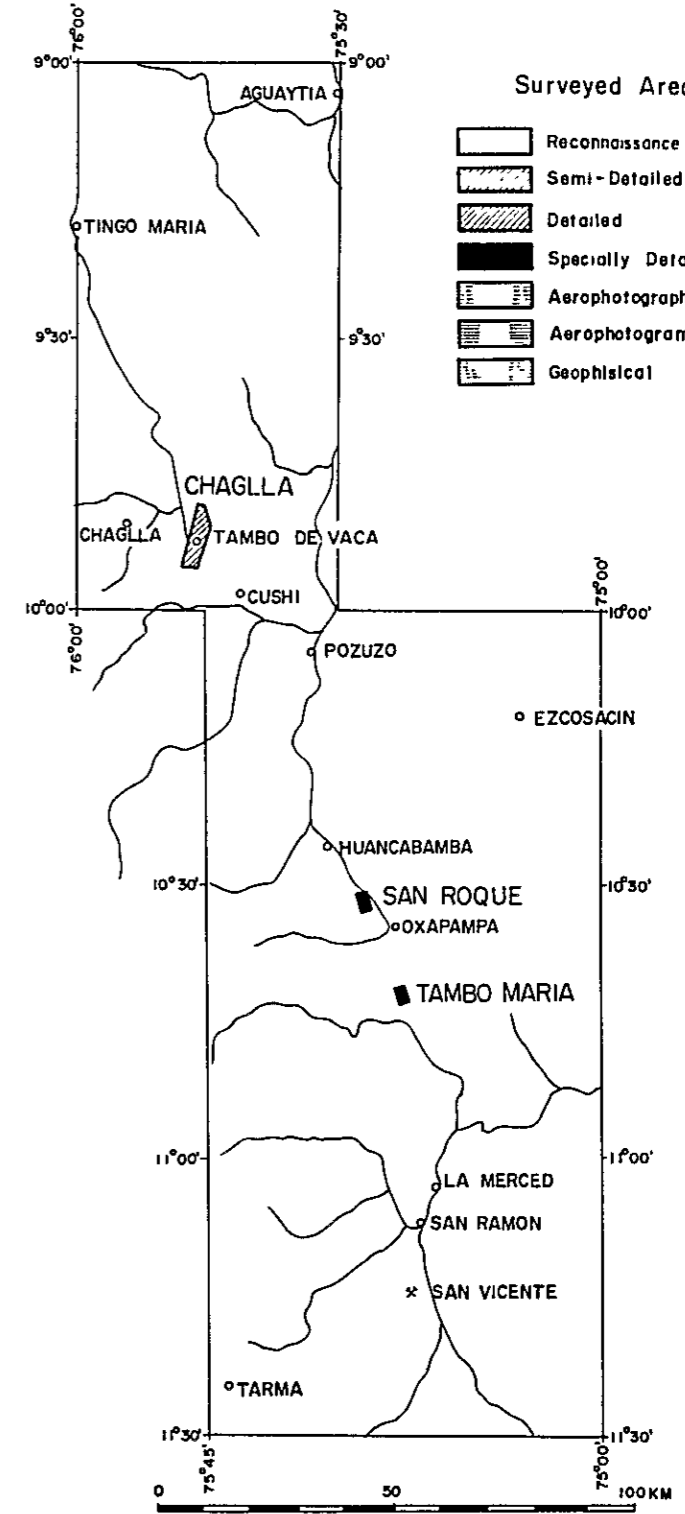 76°00'
75°30'
9°00'
9°00'
AGUAYTIA
Surveyed Area
Reconnaissance
Semi-Detailed
Detailed
Specially Deta
Aerophotograph
Aerophotogram
Geophisical
TINGO MARIA
9°30'
9°30'
CHAGLLA
CHAGLLA
TAMBO DE VACA
CUSHI
10°00'
75°00'
10°00'
76°00'
POZUZO
EZCOSACIN
HUANCABAMBA
10°30'
10°30'
SAN ROQUE
OXAPAMPA
TAMBO MARIA
11°00'
11°00'
LA MERCED
SAN RAMON
SAN VICENTE
TARMA
11°30'
11°30'
75°45'
75°00'
0 50 100 KM